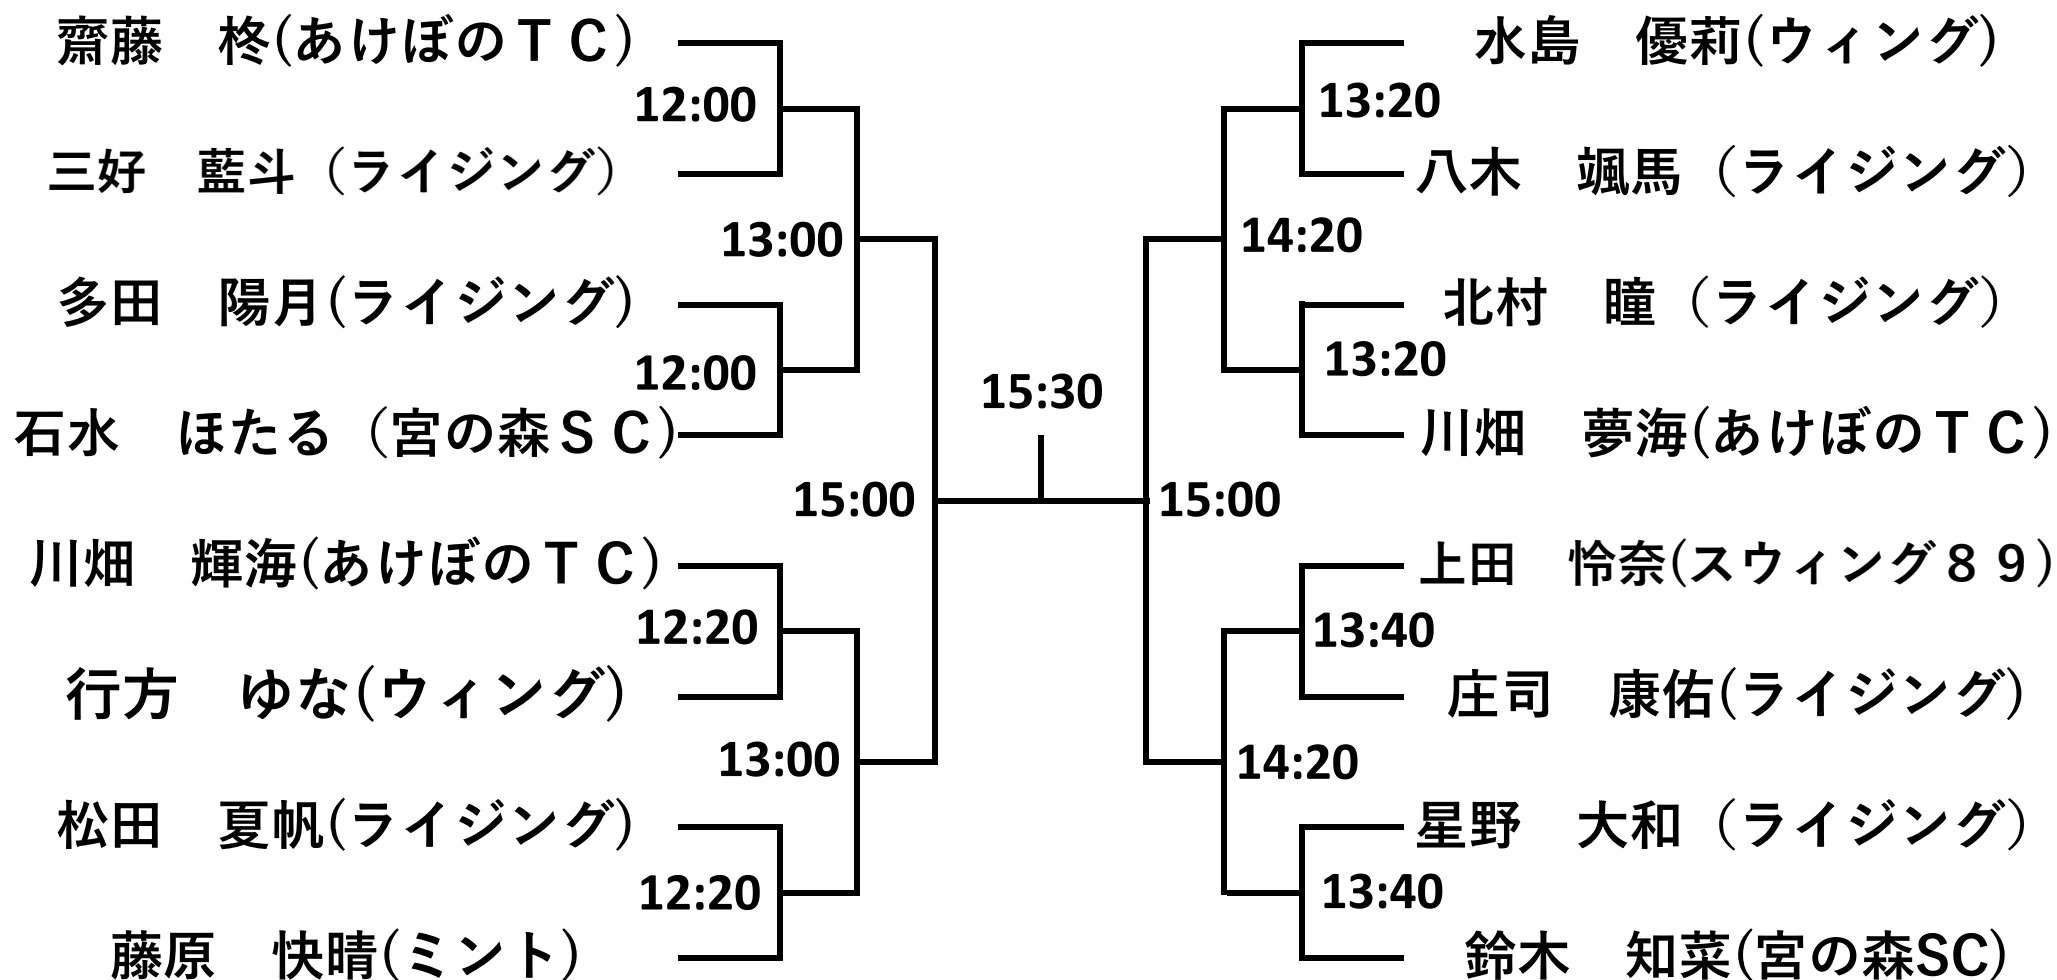 齋藤　柊(あけぼのＴＣ)
12:00
三好　藍斗（ライジング）
13:00
多田　陽月(ライジング)
12:00
石水　ほたる（宮の森ＳＣ)
15:00
川畑　輝海(あけぼのＴＣ)
12:20
行方　ゆな(ウィング)
13:00
松田　夏帆(ライジング)
12:20
藤原　快晴(ミント)
15:30
水島　優莉(ウィング)
13:20
八木　颯馬（ライジング)
14:20
北村　瞳（ライジング）
13:20
川畑　夢海(あけぼのＴＣ)
15:00
上田　怜奈(スウィング８９)
13:40
庄司　康佑(ライジング)
14:20
星野　大和（ライジング)
13:40
鈴木　知菜(宮の森SC)